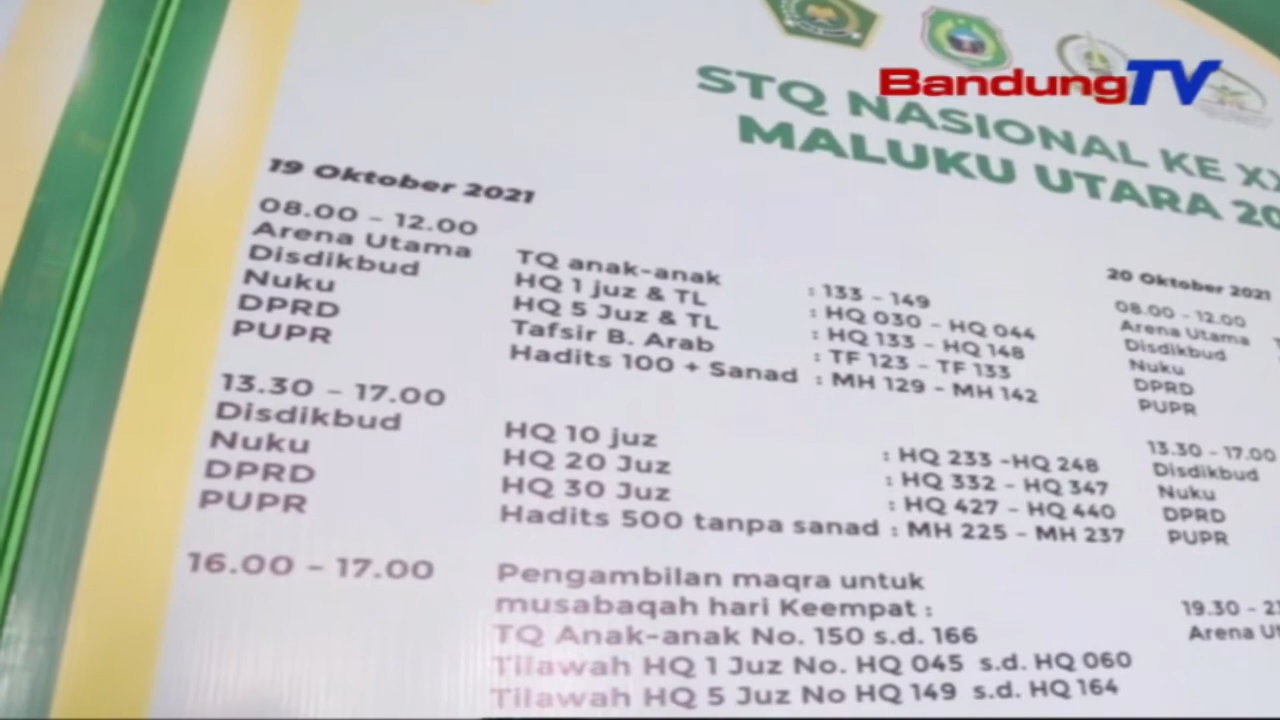 BandungTV
STQ NASIONAL KE
MALUKU UTARA
19 Oktober 2021
08.00 - 12.00
Arena Utama TQ anak-anak : 133 - 149
Disdikbud HQ 1 juz & TL : HQ 030 - HQ 044
Nuku HQ 5 Juz & TL : HQ 133 - HQ 148
DPRD Tafsir B. Arab : TF 123 - TF 133
PUPR Hadits 100 + Sanad : MH 129 - MH 142
13.30 - 17.00
Disdikbud HQ 10 juz : HQ 233 -HQ 248
Nuku HQ 20 Juz : HQ 332 - HQ 347
DPRD HQ 30 Juz : HQ 427 - HQ 440
PUPR Hadits 500 tanpa sanad : MH 225 - MH 237
16.00 - 17.00 Pengambilan maqra untuk
musabaqah hari Keempat :
TQ Anak-anak No. 150 s.d. 166
Tilawah HQ 1 Juz No. HQ 045 s.d. HQ 060
Tilawah HQ 5 Juz No HQ 149 s.d. HQ 164
20 Oktober 2021
08.00 - 12.00
Arena Utama
Disdikbud
Nuku
DPRD
PUPR
13.30 - 17.00
Disdikbud
Nuku
DPRD
PUPR
19.30 -
Arena